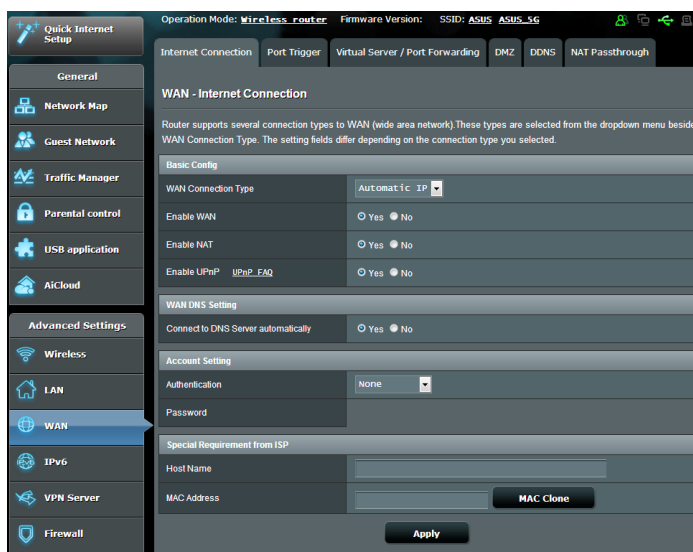 Quick Internet Setup
Operation Mode: Wireless router Firmware Version: SSID: ASUS ASUS_5G
Internet Connection Port Trigger Virtual Server / Port Forwarding DMZ DDNS NAT Passthrough
General
Network Map
Guest Network
Traffic Manager
Parental control
USB application
AiCloud
Advanced Settings
Wireless
LAN
WAN
IPv6
VPN Server
Firewall
WAN - Internet Connection
Router supports several connection types to WAN (wide area network).These types are selected from the dropdown menu beside
WAN Connection Type. The setting fields differ depending on the connection type you selected.
Basic Config
WAN Connection Type Automatic IP
Enable WAN Yes No
Enable NAT Yes No
Enable UPnP UPnP FAQ Yes No
WAN DNS Setting
Connect to DNS Server automatically Yes No
Account Setting
Authentication None
Password
Special Requirement from ISP
Host Name
MAC Address MAC Clone
Apply